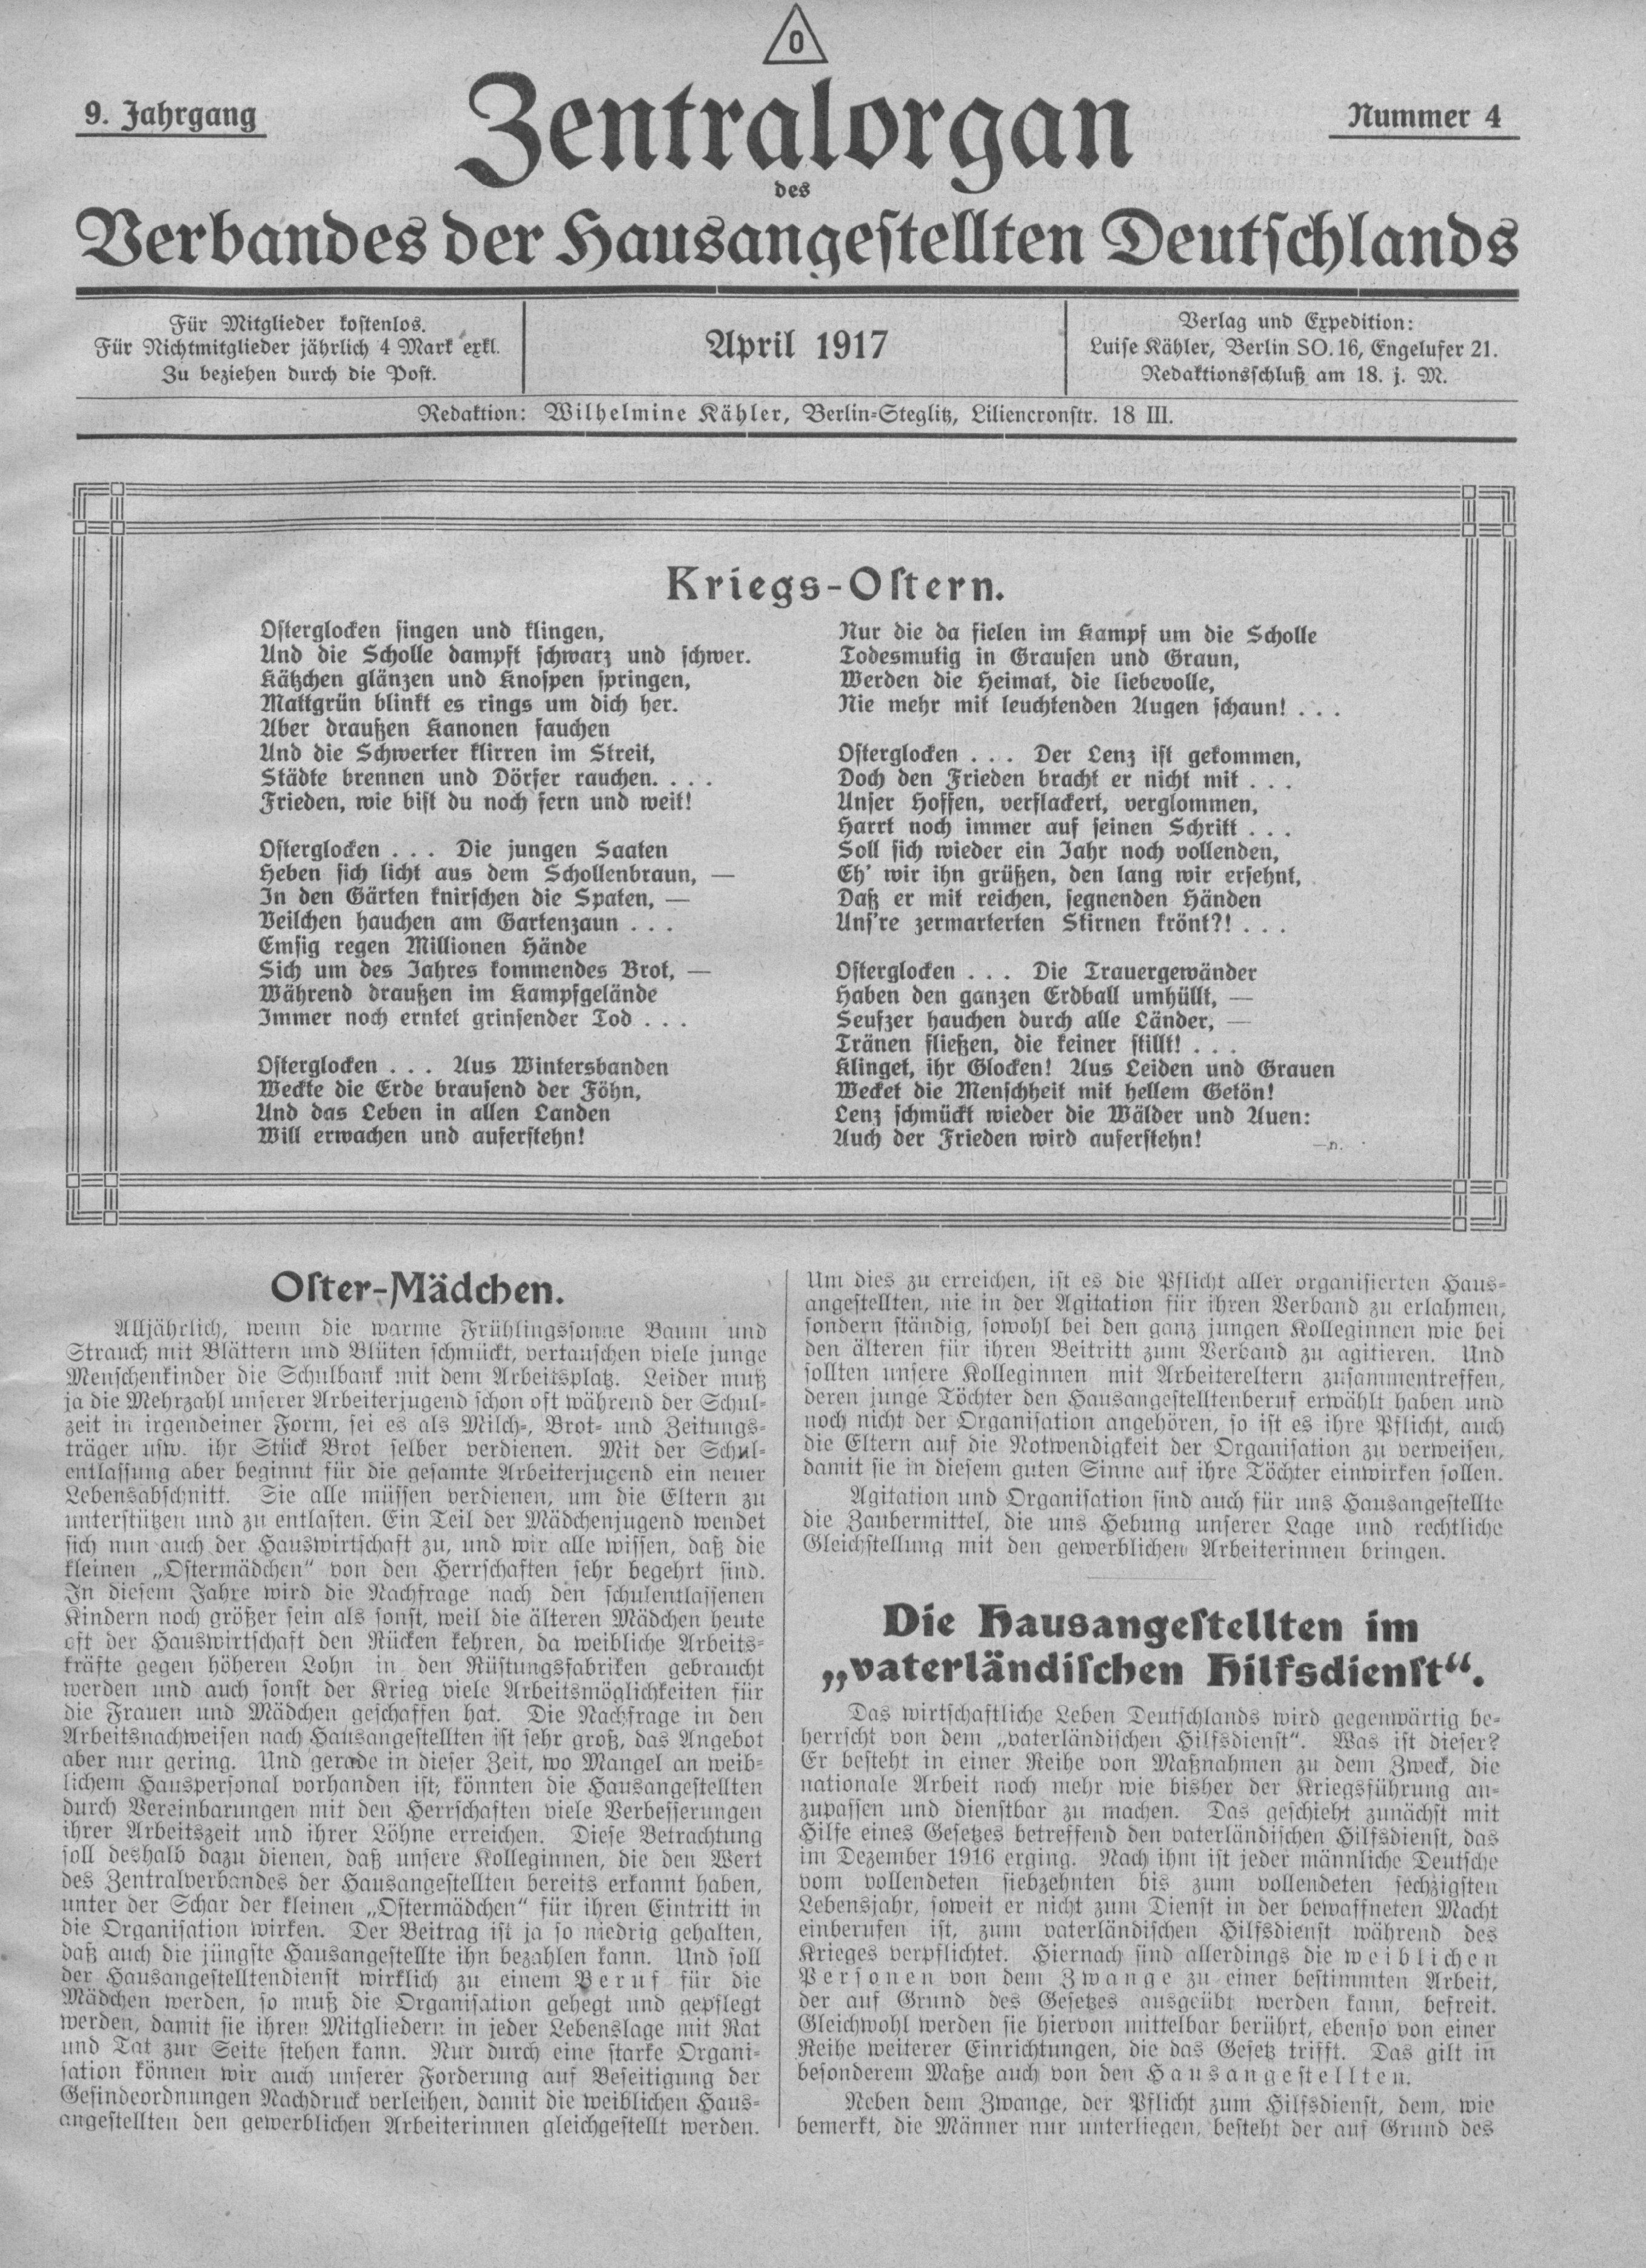 0
9. Jahrgang
Zentralorgan
Nummer 4
des
Verbandes der Hausangestellten Deutschlands
Für Mitglieder kostenlos.
Für Nichtmitglieder jährlich 4 Mark exkl.
Zu beziehen durch die Post.
April 1917
Verlag und Expedition:
Luise Kähler, Berlin SO. 16, Engelufer 21.
Redaktionsschluß am 18. j. M.
Redaktion: Wilhelmine Kähler, Berlin-Steglitz, Liliencronstr. 18 III.
Kriegs-Ostern.
Osterglocken singen und klingen,
Und die Scholle dampft schwarz und schwer.
Kätzchen glänzen und Knospen springen,
Mattgrün blinkt es rings um dich her.
Aber draußen Kanonen fauchen
Und die Schwerter klirren im Streit,
Städte brennen und Dörfer rauchen. . . .
Frieden, wie bist du noch fern und weit!
Osterglocken . . . Die jungen Saaten
Heben sich licht aus dem Schollenbraun, —
In den Gärten knirschen die Spaten, —
Veilchen hauchen am Gartenzaun . . .
Emsig regen Millionen Hände
Sich um des Jahres kommendes Brot, —
Während draußen im Kampfgelände
Immer noch erntet grinsender Tod . . .
Osterglocken . . . Aus Wintersbanden
Weckte die Erde brausend der Föhn,
Und das Leben in allen Landen
Will erwachen und auferstehn!
Nur die da fielen im Kampf um die Scholle
Todesmutig in Grausen und Graun,
Werden die Heimat, die liebevolle,
Nie mehr mit leuchtenden Augen schaun! . . .
Osterglocken . . . Der Lenz ist gekommen,
Doch den Frieden bracht er nicht mit . . .
Unser Hoffen, verflackert, verglommen,
Harrt noch immer auf seinen Schritt . . .
Soll sich wieder ein Jahr noch vollenden,
Eh' wir ihn grüßen, den lang wir ersehnt,
Daß er mit reichen, segnenden Händen
Uns're zermarterten Stirnen krönt?! . . .
Osterglocken . . . Die Trauergewänder
Haben den ganzen Erdball umhüllt, —
Seufzer hauchen durch alle Länder, —
Tränen fließen, die keiner stillt! . . .
Klinget, ihr Glocken! Aus Leiden und Grauen
Wecket die Menschheit mit hellem Getön!
Lenz schmückt wieder die Wälder und Auen:
Auch der Frieden wird auferstehn!
—n.
Oster-Mädchen.
Alljährlich, wenn die warme Frühlingssonne Baum und
Strauch mit Blättern und Blüten schmückt, vertauschen viele junge
Menschenkinder die Schulbank mit dem Arbeitsplatz. Leider muß
ja die Mehrzahl unserer Arbeiterjugend schon oft während der Schul-
zeit in irgendeiner Form, sei es als Milch-, Brot- und Zeitungs-
träger usw. ihr Stück Brot selber verdienen. Mit der Schul-
entlassung aber beginnt für die gesamte Arbeiterjugend ein neuer
Lebensabschnitt. Sie alle müssen verdienen, um die Eltern zu
unterstützen und zu entlasten. Ein Teil der Mädchenjugend wendet
sich nun auch der Hauswirtschaft zu, und wir alle wissen, daß die
kleinen „Ostermädchen“ von den Herrschaften sehr begehrt sind.
In diesem Jahre wird die Nachfrage nach den schulentlassenen
Kindern noch größer sein als sonst, weil die älteren Mädchen heute
oft der Hauswirtschaft den Rücken kehren, da weibliche Arbeits-
kräfte gegen höheren Lohn in den Rüstungsfabriken gebraucht
werden und auch sonst der Krieg viele Arbeitsmöglichkeiten für
die Frauen und Mädchen geschaffen hat. Die Nachfrage in den
Arbeitsnachweisen nach Hausangestellten ist sehr groß, das Angebot
aber nur gering. Und gerade in dieser Zeit, wo Mangel an weib-
lichem Hauspersonal vorhanden ist, könnten die Hausangestellten
durch Vereinbarungen mit den Herrschaften viele Verbesserungen
ihrer Arbeitszeit und ihrer Löhne erreichen. Diese Betrachtung
soll deshalb dazu dienen, daß unsere Kolleginnen, die den Wert
des Zentralverbandes der Hausangestellten bereits erkannt haben,
unter der Schar der kleinen „Ostermädchen“ für ihren Eintritt in
die Organisation wirken. Der Beitrag ist ja so niedrig gehalten,
daß auch die jüngste Hausangestellte ihn bezahlen kann. Und soll
der Hausangestelltendienst wirklich zu einem Beruf für die
Mädchen werden, so muß die Organisation gehegt und gepflegt
werden, damit sie ihren Mitgliedern in jeder Lebenslage mit Rat
und Tat zur Seite stehen kann. Nur durch eine starke Organi-
sation können wir auch unserer Forderung auf Beseitigung der
Gesindeordnungen Nachdruck verleihen, damit die weiblichen Haus-
angestellten den gewerblichen Arbeiterinnen gleichgestellt werden.
Um dies zu erreichen, ist es die Pflicht aller organisierten Haus-
angestellten, nie in der Agitation für ihren Verband zu erlahmen,
sondern ständig, sowohl bei den ganz jungen Kolleginnen wie bei
den älteren für ihren Beitritt zum Verband zu agitieren. Und
sollten unsere Kolleginnen mit Arbeitereltern zusammentreffen,
deren junge Töchter den Hausangestelltenberuf erwählt haben und
noch nicht der Organisation angehören, so ist es ihre Pflicht, auch
die Eltern auf die Notwendigkeit der Organisation zu verweisen,
damit sie in diesem guten Sinne auf ihre Töchter einwirken sollen.
Agitation und Organisation sind auch für uns Hausangestellte
die Zaubermittel, die uns Hebung unserer Lage und rechtliche
Gleichstellung mit den gewerblichen Arbeiterinnen bringen.
Die Hausangestellten im
„vaterländischen Hilfsdienst“.
Das wirtschaftliche Leben Deutschlands wird gegenwärtig be-
herrscht von dem „vaterländischen Hilfsdienst“. Was ist dieser?
Er besteht in einer Reihe von Maßnahmen zu dem Zweck, die
nationale Arbeit noch mehr wie bisher der Kriegsführung an-
zupassen und dienstbar zu machen. Das geschieht zunächst mit
Hilfe eines Gesetzes betreffend den vaterländischen Hilfsdienst, das
im Dezember 1916 erging. Nach ihm ist jeder männliche Deutsche
vom vollendeten siebzehnten bis zum vollendeten sechzigsten
Lebensjahr, soweit er nicht zum Dienst in der bewaffneten Macht
einberufen ist, zum vaterländischen Hilfsdienst während des
Krieges verpflichtet. Hiernach sind allerdings die weiblichen
Personen von dem Zwange zu einer bestimmten Arbeit,
der auf Grund des Gesetzes ausgeübt werden kann, befreit.
Gleichwohl werden sie hiervon mittelbar berührt, ebenso von einer
Reihe weiterer Einrichtungen, die das Gesetz trifft. Das gilt in
besonderem Maße auch von den Hausangestellten.
Neben dem Zwange, der Pflicht zum Hilfsdienst, dem, wie
bemerkt, die Männer nur unterliegen, besteht der auf Grund des